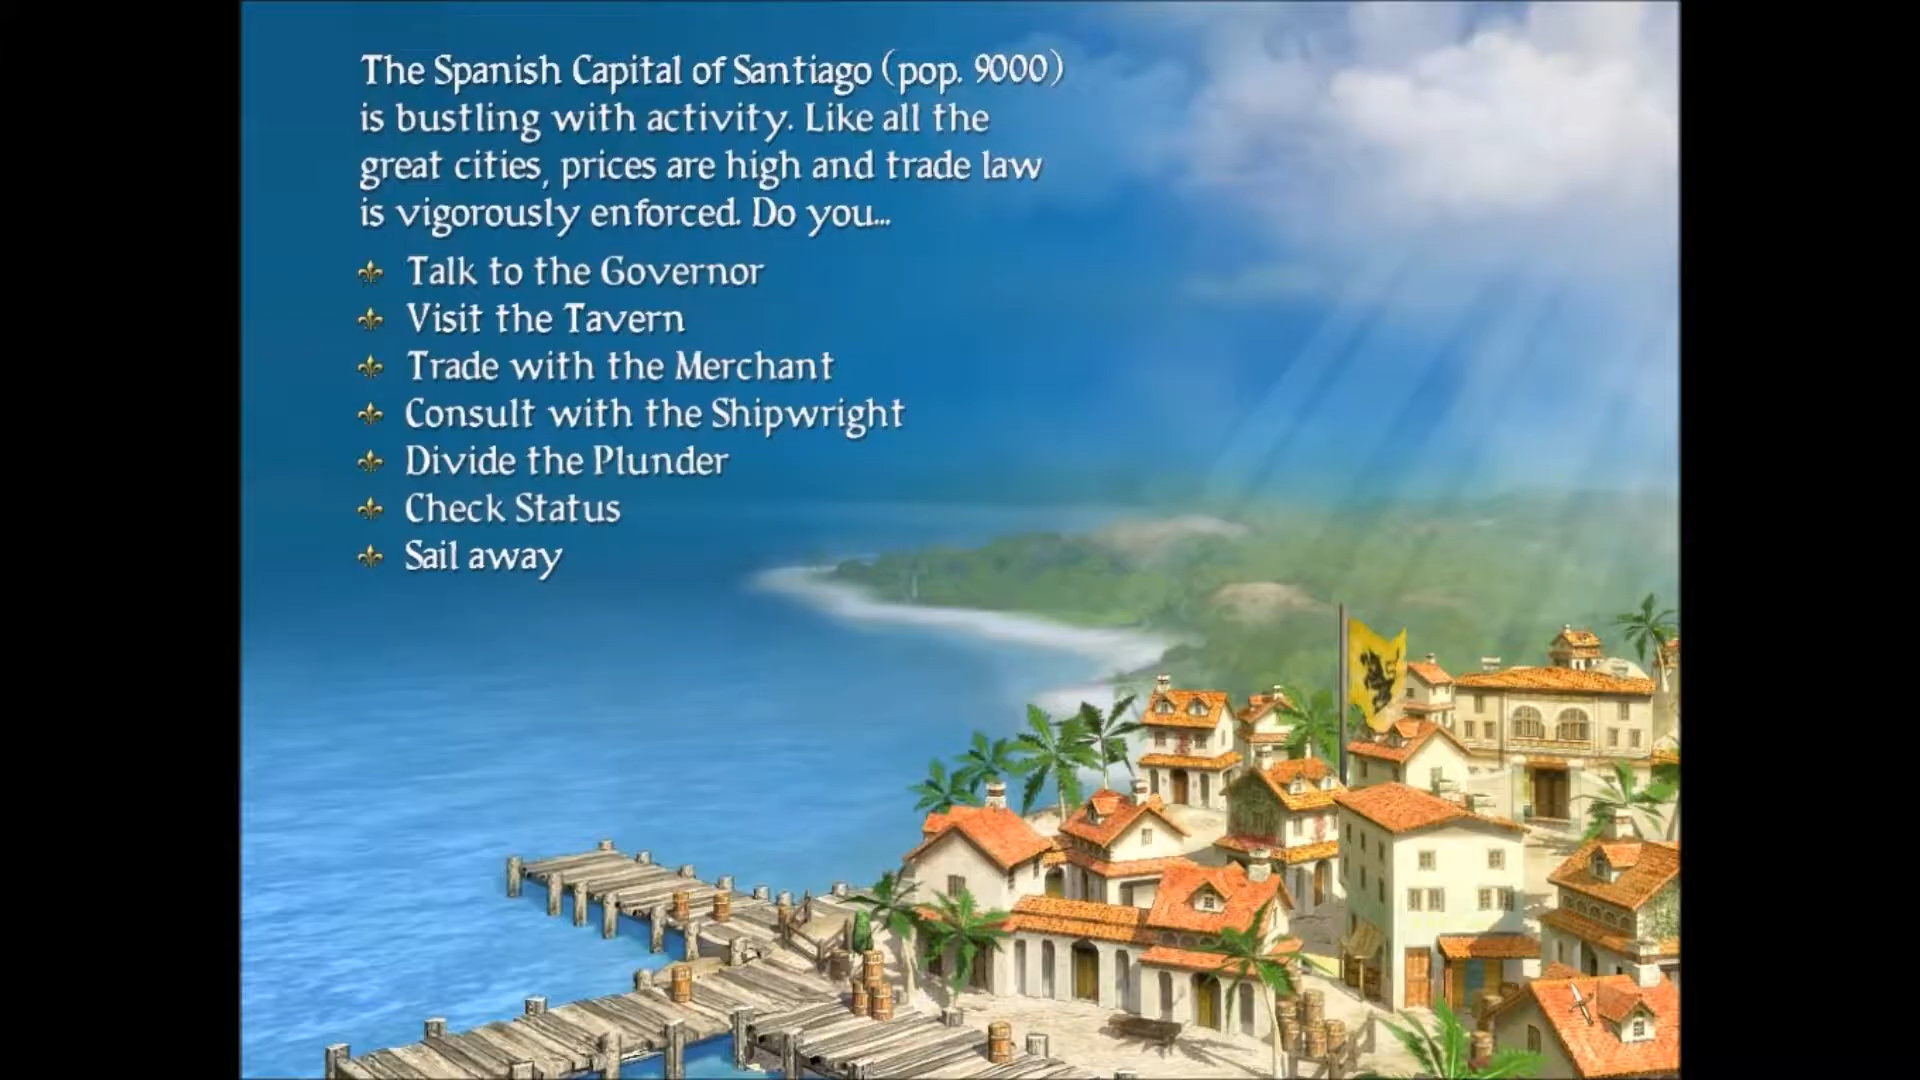 The Spanish Capital of Santiago (pop. 9000)
is bustling with activity. Like all the
great cities, prices are high and trade law
is vigorously enforced. Do you...
Talk to the Governor
Visit the Tavern
Trade with the Merchant
Consult with the Shipwright
Divide the Plunder
Check Status
Sail away